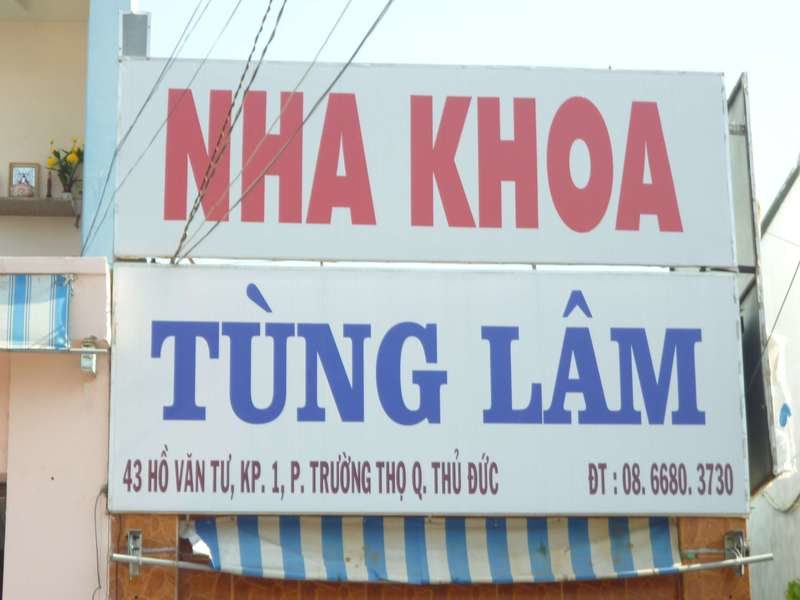 NHA KHOA
TÙNG LÂM
43 HỒ VĂN TƯ, KP. 1, P. TRƯỜNG THỌ Q. THỦ ĐỨC ĐT : 08. 6680. 3730